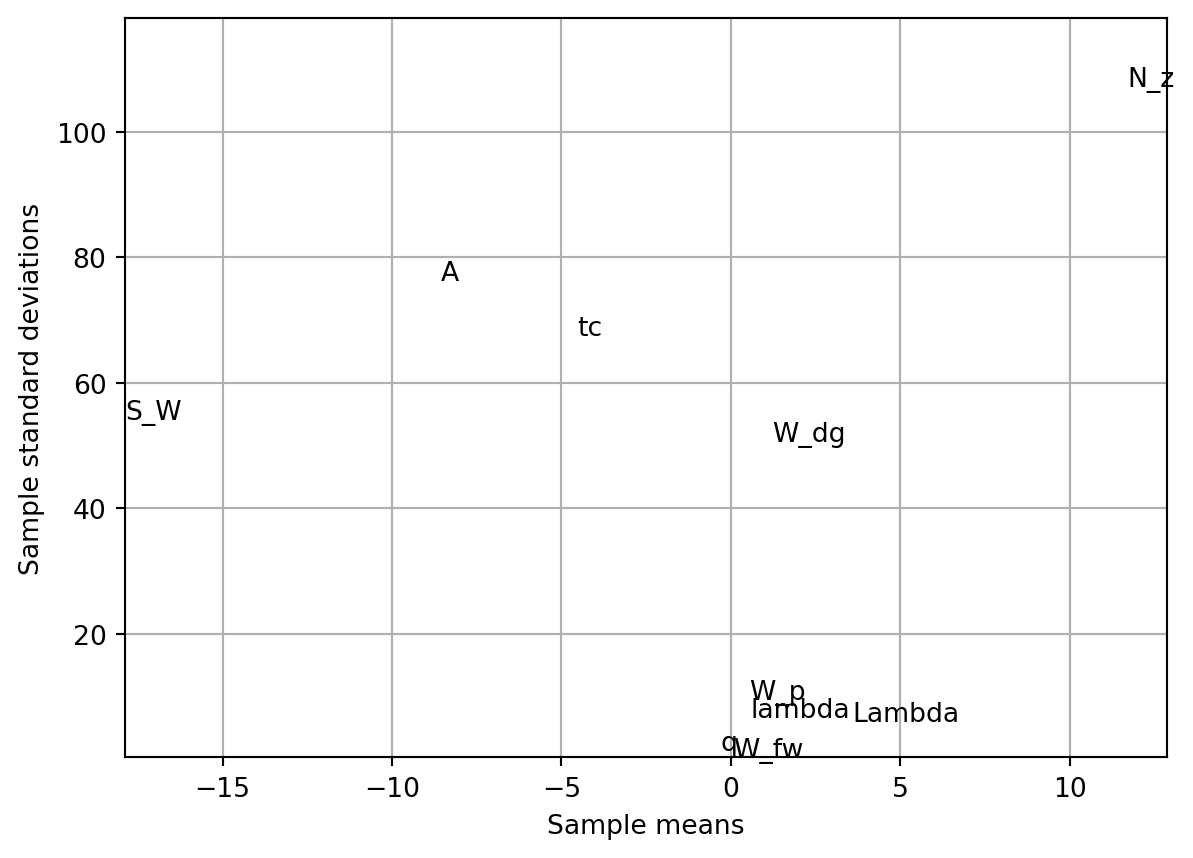 N_z
100
80
A
tc
60
S_W
W_dg
40
20
W_p
lambda
Lambda
q
W_fw
−15
−10
−5
0
5
10
Sample means
Sample standard deviations